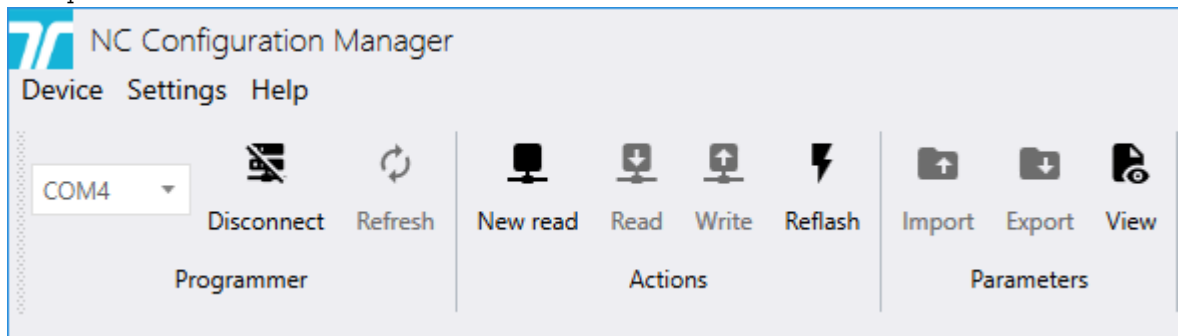 NC Configuration Manager
Device Settings Help
COM4
Disconnect Refresh New read Read Write Reflash Import Export View
Programmer Actions Parameters